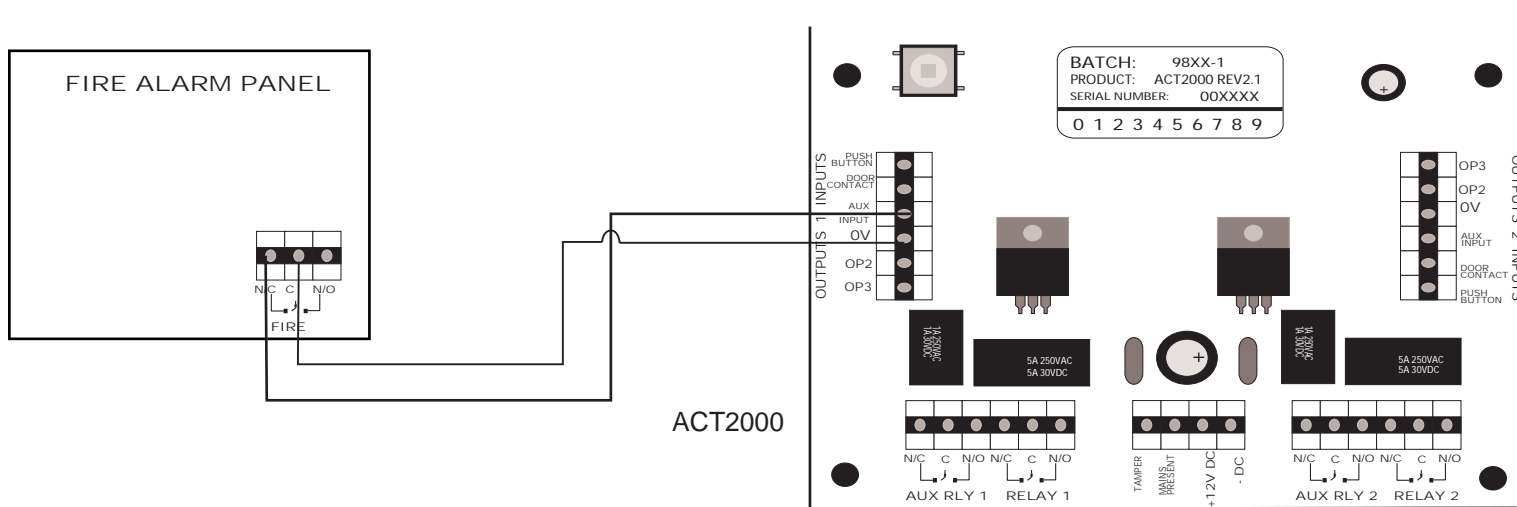 FIRE ALARM PANEL
N/C C N/O
FIRE
ACT2000
BATCH: 98XX-1
PRODUCT: ACT2000 REV2.1
SERIAL NUMBER: 00XXXX
0 1 2 3 4 5 6 7 8 9
OUTPUTS 1 INPUTS
PUSH
BUTTON
DOOR
CONTACT
AUX
INPUT
0V
OP2
OP3
OP3
OP2
0V
AUX
INPUT
DOOR
CONTACT
PUSH
BUTTON
OUTPUTS 2 INPUTS
1A 250VAC
1A 30VDC
5A 250VAC
5A 30VDC
1A 250VAC
1A 30VDC
5A 250VAC
5A 30VDC
N/C C N/O N/C C N/O
AUX RLY 1 RELAY 1
TAMPER
MAINS
PRESENT
+12V DC
- DC
N/C C N/O N/C C N/O
AUX RLY 2 RELAY 2